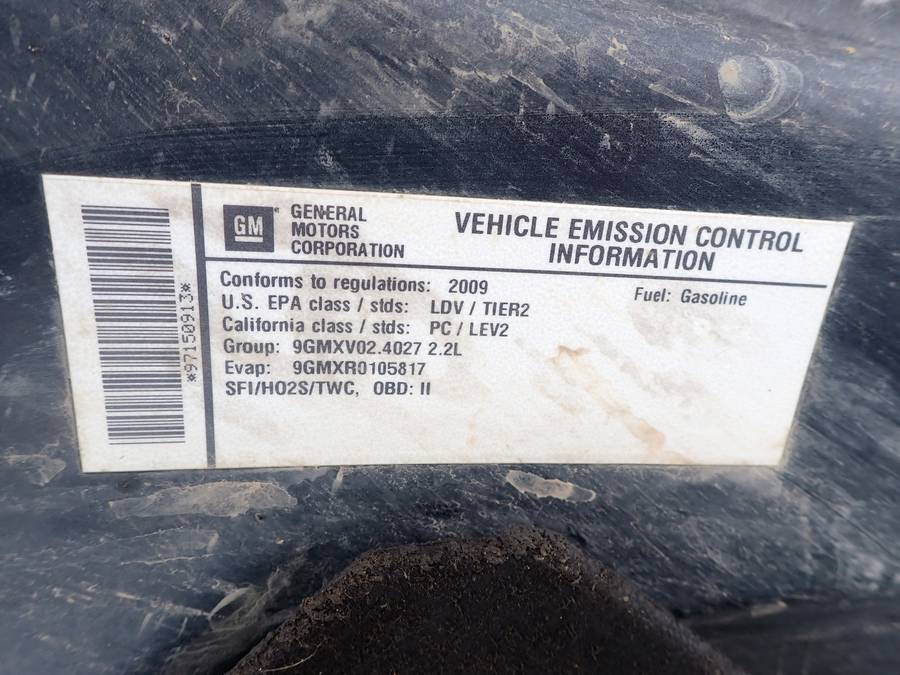 GM
GENERAL
MOTORS
CORPORATION
VEHICLE EMISSION CONTROL
INFORMATION
Conforms to regulations: 2009
Fuel: Gasoline
U.S. EPA class / stds: LDV / TIER2
California class / stds: PC / LEV2
Group: 9GMXV02.4027 2.2L
Evap: 9GMXR0105817
SFI/HO2S/TWC, OBD: II
*97150913*